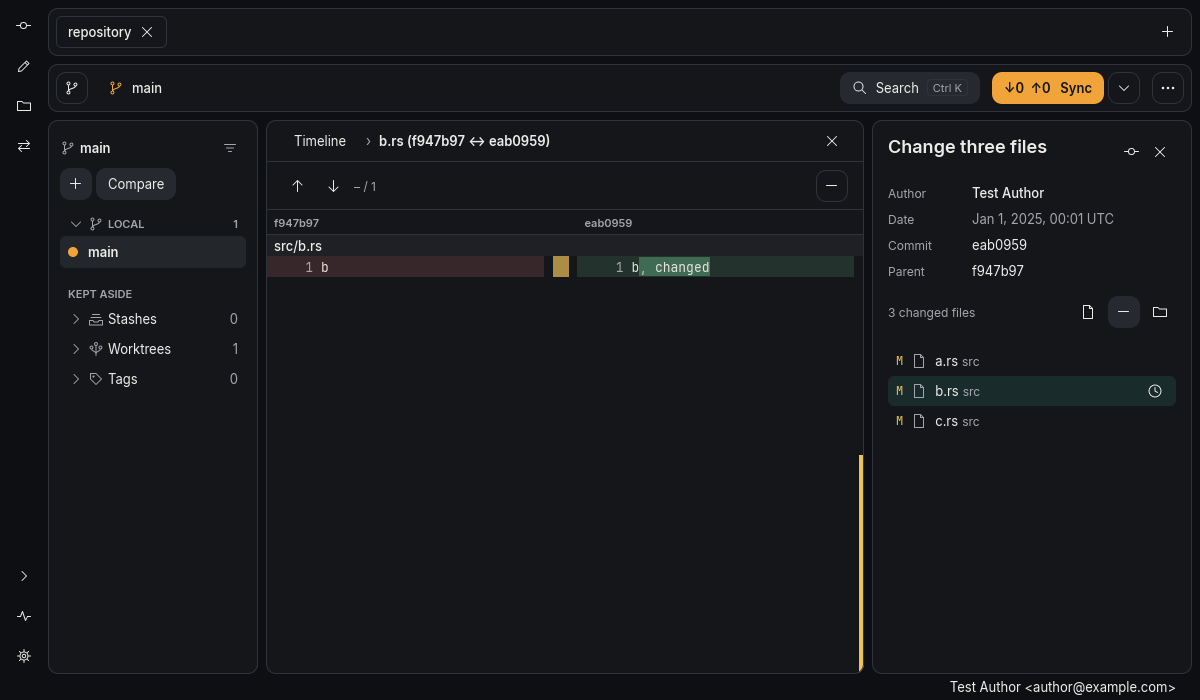 repository
main
Search Ctrl K
↓0 ↑0 Sync
main
Compare
LOCAL 1
main
KEPT ASIDE
Stashes 0
Worktrees 1
Tags 0
Timeline › b.rs (f947b97 ↔ eab0959)
– / 1
f947b97 eab0959
src/b.rs
1 b 1 b, changed
Change three files
Author Test Author
Date Jan 1, 2025, 00:01 UTC
Commit eab0959
Parent f947b97
3 changed files
M a.rs src
M b.rs src
M c.rs src
Test Author <author@example.com>